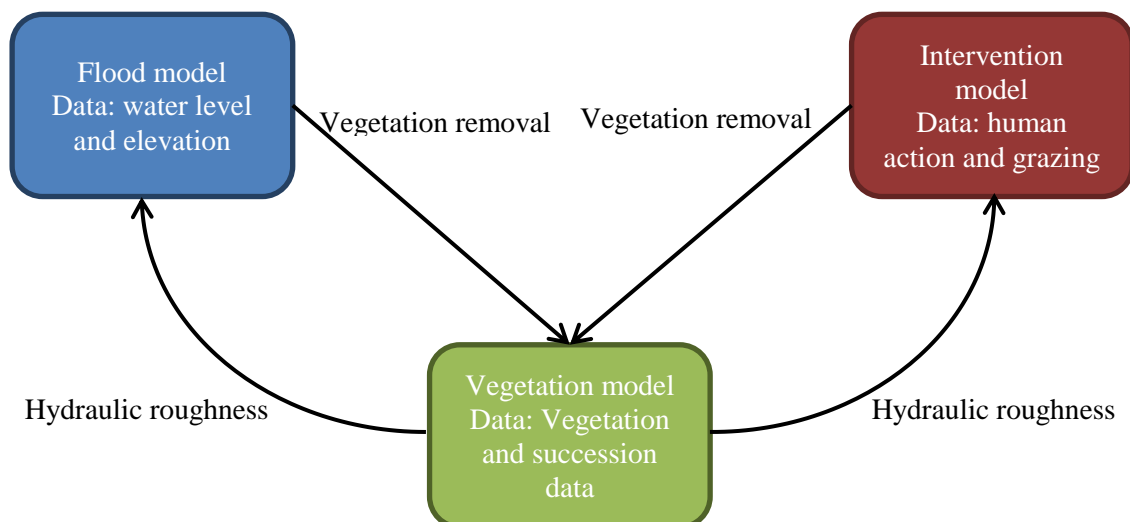 Flood model
Data: water level
and elevation
Intervention
model
Data: human
action and grazing
Vegetation removal
Vegetation removal
Hydraulic roughness
Vegetation model
Data: Vegetation
and succession
data
Hydraulic roughness